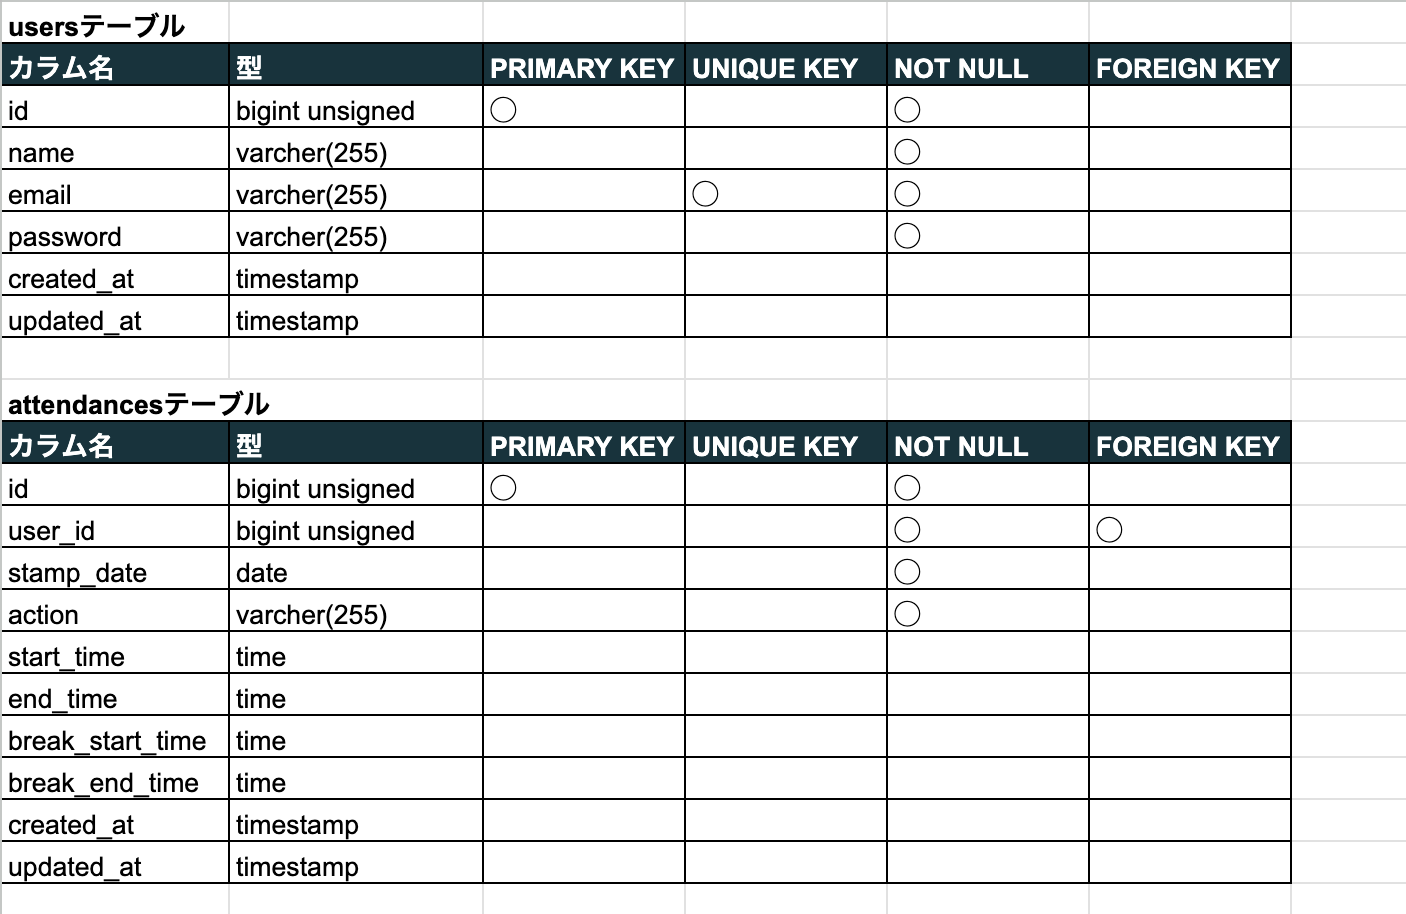 usersテーブル
カラム名 型 PRIMARY KEY UNIQUE KEY NOT NULL FOREIGN KEY
id bigint unsigned ◯ ◯
name varcher(255) ◯
email varcher(255) ◯ ◯
password varcher(255) ◯
created_at timestamp
updated_at timestamp
attendancesテーブル
カラム名 型 PRIMARY KEY UNIQUE KEY NOT NULL FOREIGN KEY
id bigint unsigned ◯ ◯
user_id bigint unsigned ◯ ◯
stamp_date date ◯
action varcher(255) ◯
start_time time
end_time time
break_start_time time
break_end_time time
created_at timestamp
updated_at timestamp